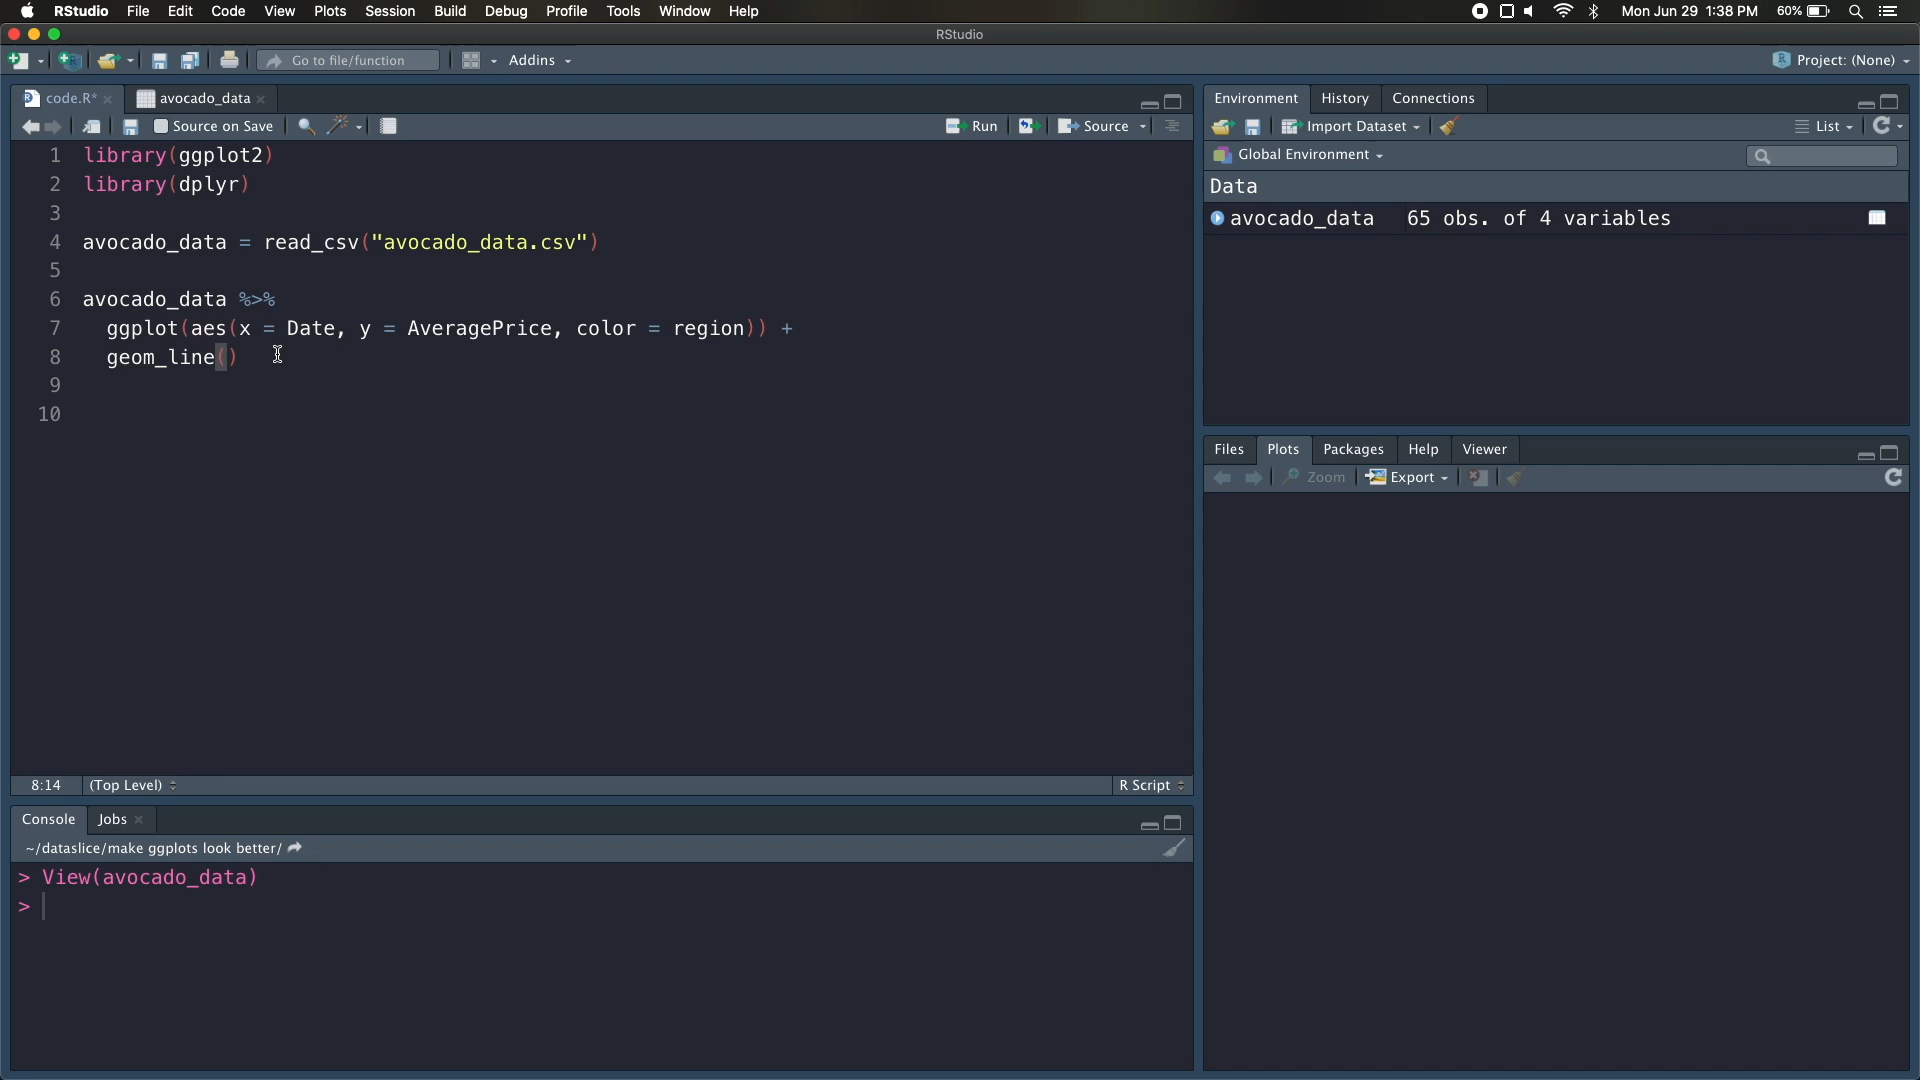 RStudio File Edit Code View Plots Session Build Debug Profile Tools Window Help Mon Jun 29 1:38 PM 60%
RStudio
Go to file/function Addins Project: (None)
code.R* avocado_data
Source on Save Run Source
1 library(ggplot2)
2 library(dplyr)
3
4 avocado_data = read_csv("avocado_data.csv")
5
6 avocado_data %>%
7 ggplot(aes(x = Date, y = AveragePrice, color = region)) +
8 geom_line()
9
10
8:14 (Top Level) R Script
Console Jobs
~/dataslice/make ggplots look better/
> View(avocado_data)
>
Environment History Connections
Import Dataset List
Global Environment
Data
avocado_data 65 obs. of 4 variables
Files Plots Packages Help Viewer
Zoom Export